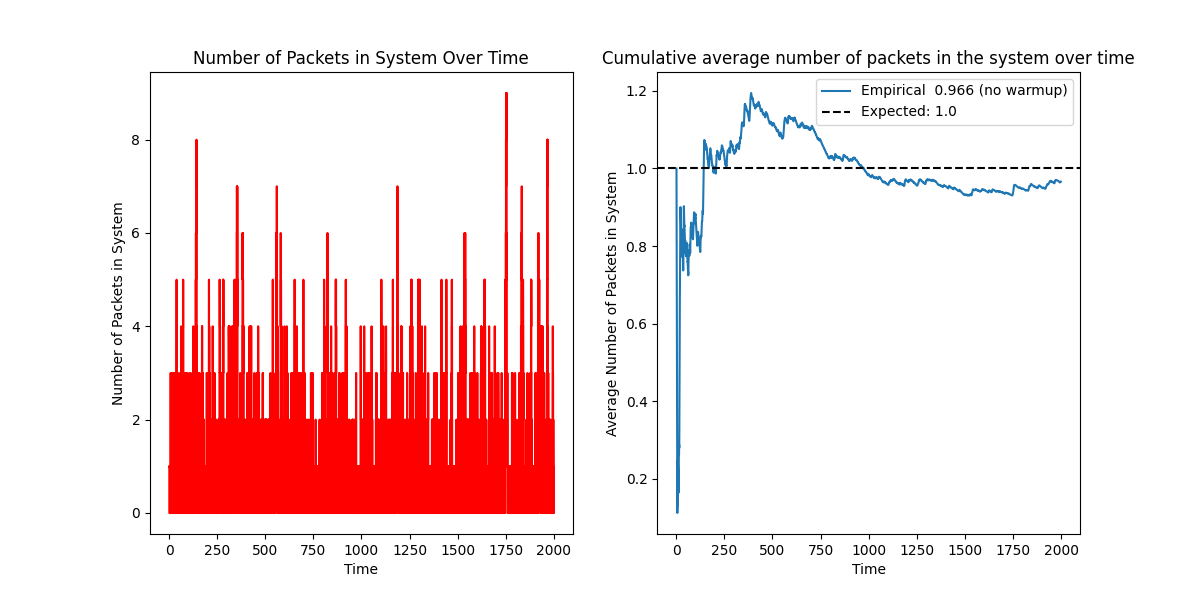 Number of Packets in System Over Time
Number of Packets in System
8
6
4
2
0
0 250 500 750 1000 1250 1500 1750 2000
Time
Cumulative average number of packets in the system over time
Average Number of Packets in System
1.2
1.0
0.8
0.6
0.4
0.2
Empirical  0.966 (no warmup)
Expected: 1.0
0 250 500 750 1000 1250 1500 1750 2000
Time